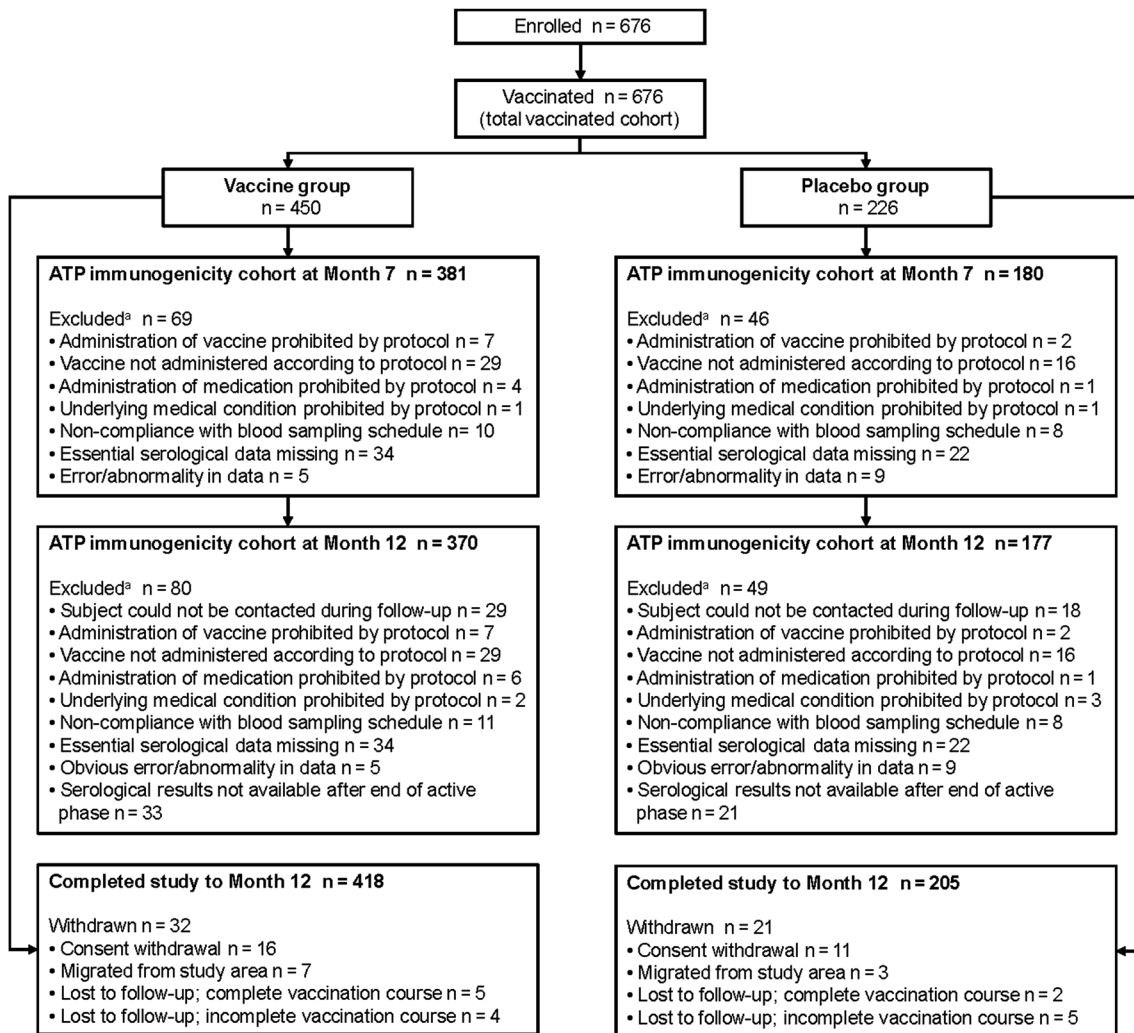 Enrolled n = 676
Vaccinated n = 676
(total vaccinated cohort)
Vaccine group
n = 450
Placebo group
n = 226
ATP immunogenicity cohort at Month 7 n = 381
Excludedᵃ n = 69
• Administration of vaccine prohibited by protocol n = 7
• Vaccine not administered according to protocol n = 29
• Administration of medication prohibited by protocol n = 4
• Underlying medical condition prohibited by protocol n = 1
• Non-compliance with blood sampling schedule n= 10
• Essential serological data missing n = 34
• Error/abnormality in data n = 5
ATP immunogenicity cohort at Month 7 n = 180
Excludedᵃ n = 46
• Administration of vaccine prohibited by protocol n = 2
• Vaccine not administered according to protocol n = 16
• Administration of medication prohibited by protocol n = 1
• Underlying medical condition prohibited by protocol n = 1
• Non-compliance with blood sampling schedule n = 8
• Essential serological data missing n = 22
• Error/abnormality in data n = 9
ATP immunogenicity cohort at Month 12 n = 370
Excludedᵃ n = 80
• Subject could not be contacted during follow-up n = 29
• Administration of vaccine prohibited by protocol n = 7
• Vaccine not administered according to protocol n = 29
• Administration of medication prohibited by protocol n = 6
• Underlying medical condition prohibited by protocol n = 2
• Non-compliance with blood sampling schedule n = 11
• Essential serological data missing n = 34
• Obvious error/abnormality in data n = 5
• Serological results not available after end of active
phase n = 33
ATP immunogenicity cohort at Month 12 n = 177
Excludedᵃ n = 49
• Subject could not be contacted during follow-up n = 18
• Administration of vaccine prohibited by protocol n = 2
• Vaccine not administered according to protocol n = 16
• Administration of medication prohibited by protocol n = 1
• Underlying medical condition prohibited by protocol n = 3
• Non-compliance with blood sampling schedule n = 8
• Essential serological data missing n = 22
• Obvious error/abnormality in data n = 9
• Serological results not available after end of active
phase n = 21
Completed study to Month 12 n = 418
Withdrawn n = 32
• Consent withdrawal n = 16
• Migrated from study area n = 7
• Lost to follow-up; complete vaccination course n = 5
• Lost to follow-up; incomplete vaccination course n = 4
Completed study to Month 12 n = 205
Withdrawn n = 21
• Consent withdrawal n = 11
• Migrated from study area n = 3
• Lost to follow-up; complete vaccination course n = 2
• Lost to follow-up; incomplete vaccination course n = 5